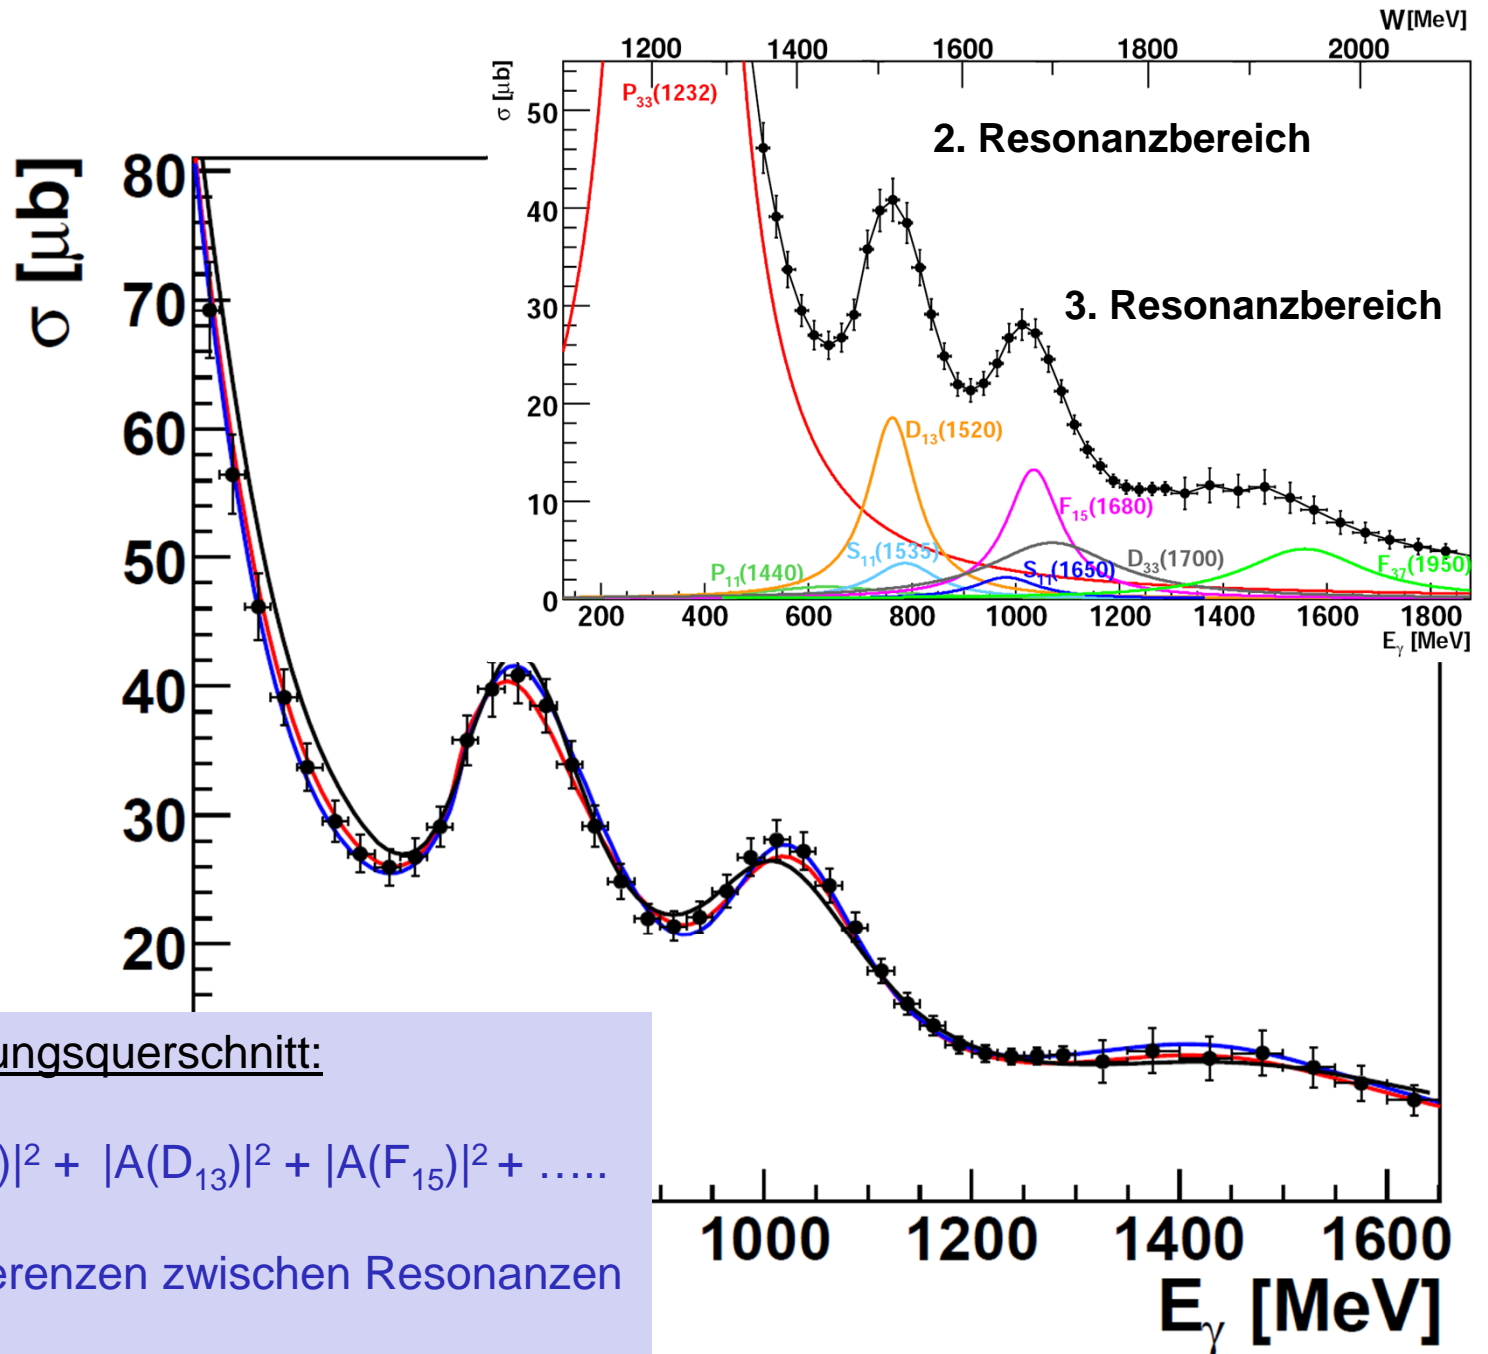 W[MeV]
1200 1400 1600 1800 2000
σ [μb]
50
40
30
20
10
0
P33(1232)
2. Resonanzbereich
3. Resonanzbereich
D13(1520)
F15(1680)
S11(1535)
P11(1440)
S11(1650)
D33(1700)
F37(1950)
200 400 600 800 1000 1200 1400 1600 1800
Eγ [MeV]
σ [μb]
80
70
60
50
40
30
20
ungsquerschnitt:
)|² + |A(D13)|² + |A(F15)|² + .....
erenzen zwischen Resonanzen
1000 1200 1400 1600
Eγ [MeV]